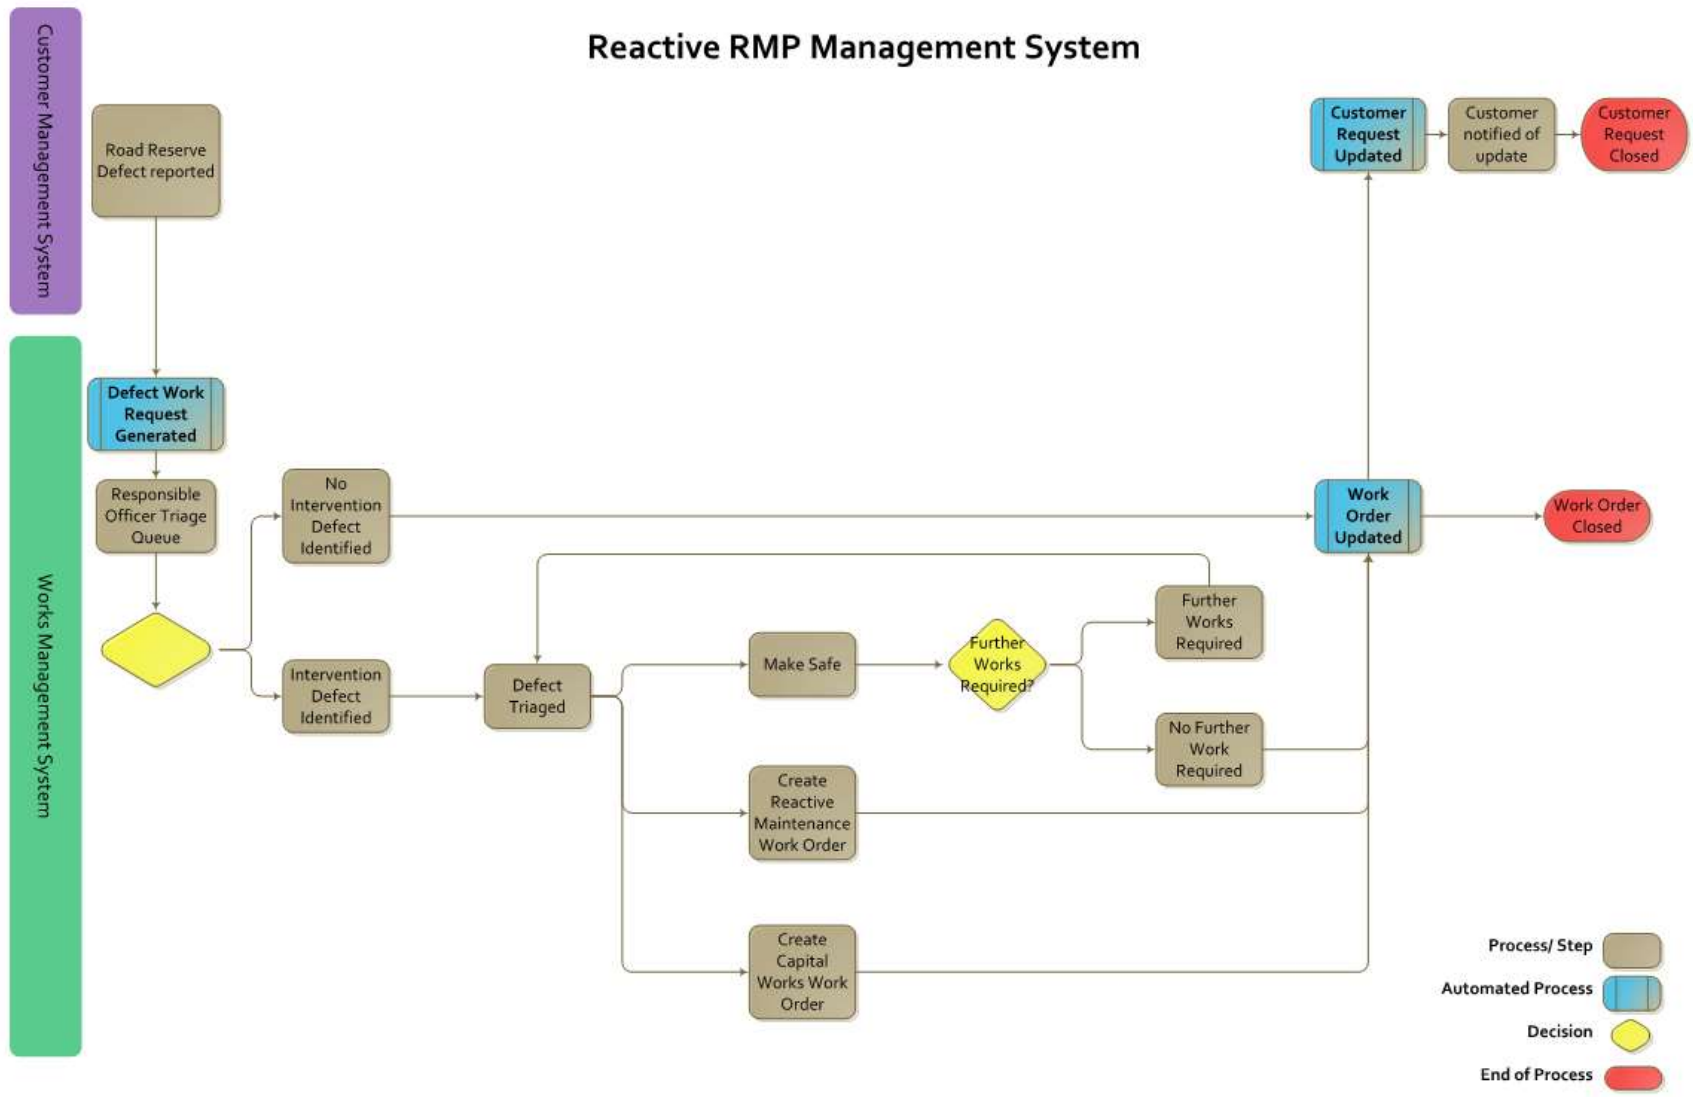 Reactive RMP Management System
Customer Management System
Road Reserve
Defect reported
Customer
Request
Updated
Customer
notified of
update
Customer
Request
Closed
Works Management System
Defect Work
Request
Generated
Responsible
Officer Triage
Queue
No
Intervention
Defect
Identified
Work
Order
Updated
Work Order
Closed
Intervention
Defect
Identified
Defect
Triaged
Make Safe
Further
Works
Required?
Further
Works
Required
No Further
Work
Required
Create
Reactive
Maintenance
Work Order
Create
Capital
Works Work
Order
Process/ Step
Automated Process
Decision
End of Process